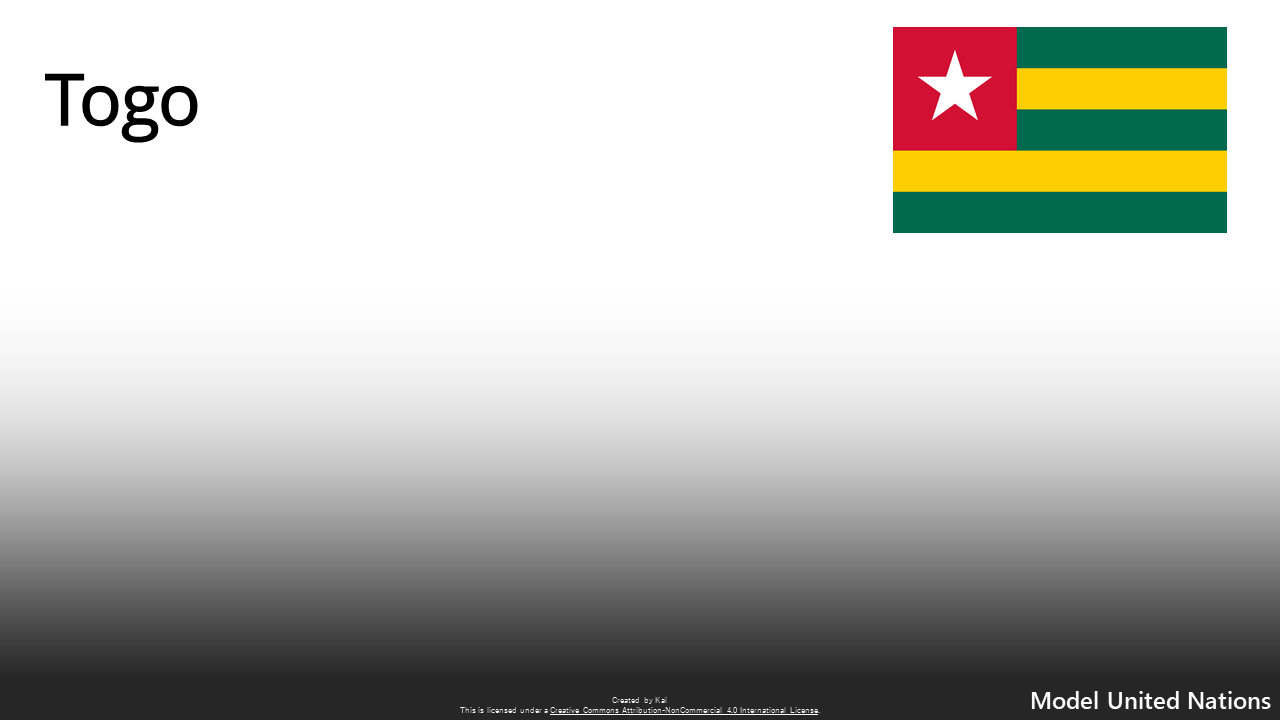 Togo
Created by Kai
This is licensed under a Creative Commons Attribution-NonCommercial 4.0 International License.
Model United Nations